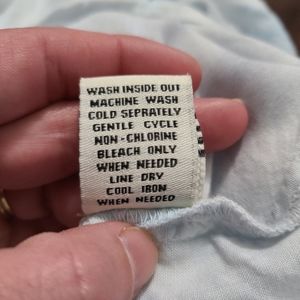 WASH INSIDE OUT
MACHINE WASH
COLD SEPRATELY
GENTLE CYCLE
NON-CHLORINE
BLEACH ONLY
WHEN NEEDED
LINE DRY
COOL IRON
WHEN NEEDED